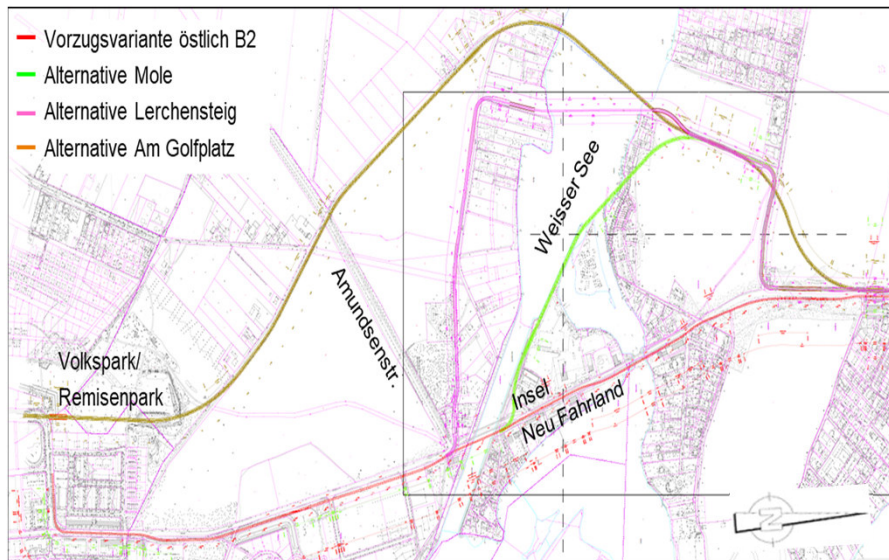 Vorzugsvariante östlich B2
Alternative Mole
Alternative Lerchensteig
Alternative Am Golfplatz
Weisser See
Amundsenstr.
Volkspark/
Remisenpark
Insel
Neu Fahrland
N